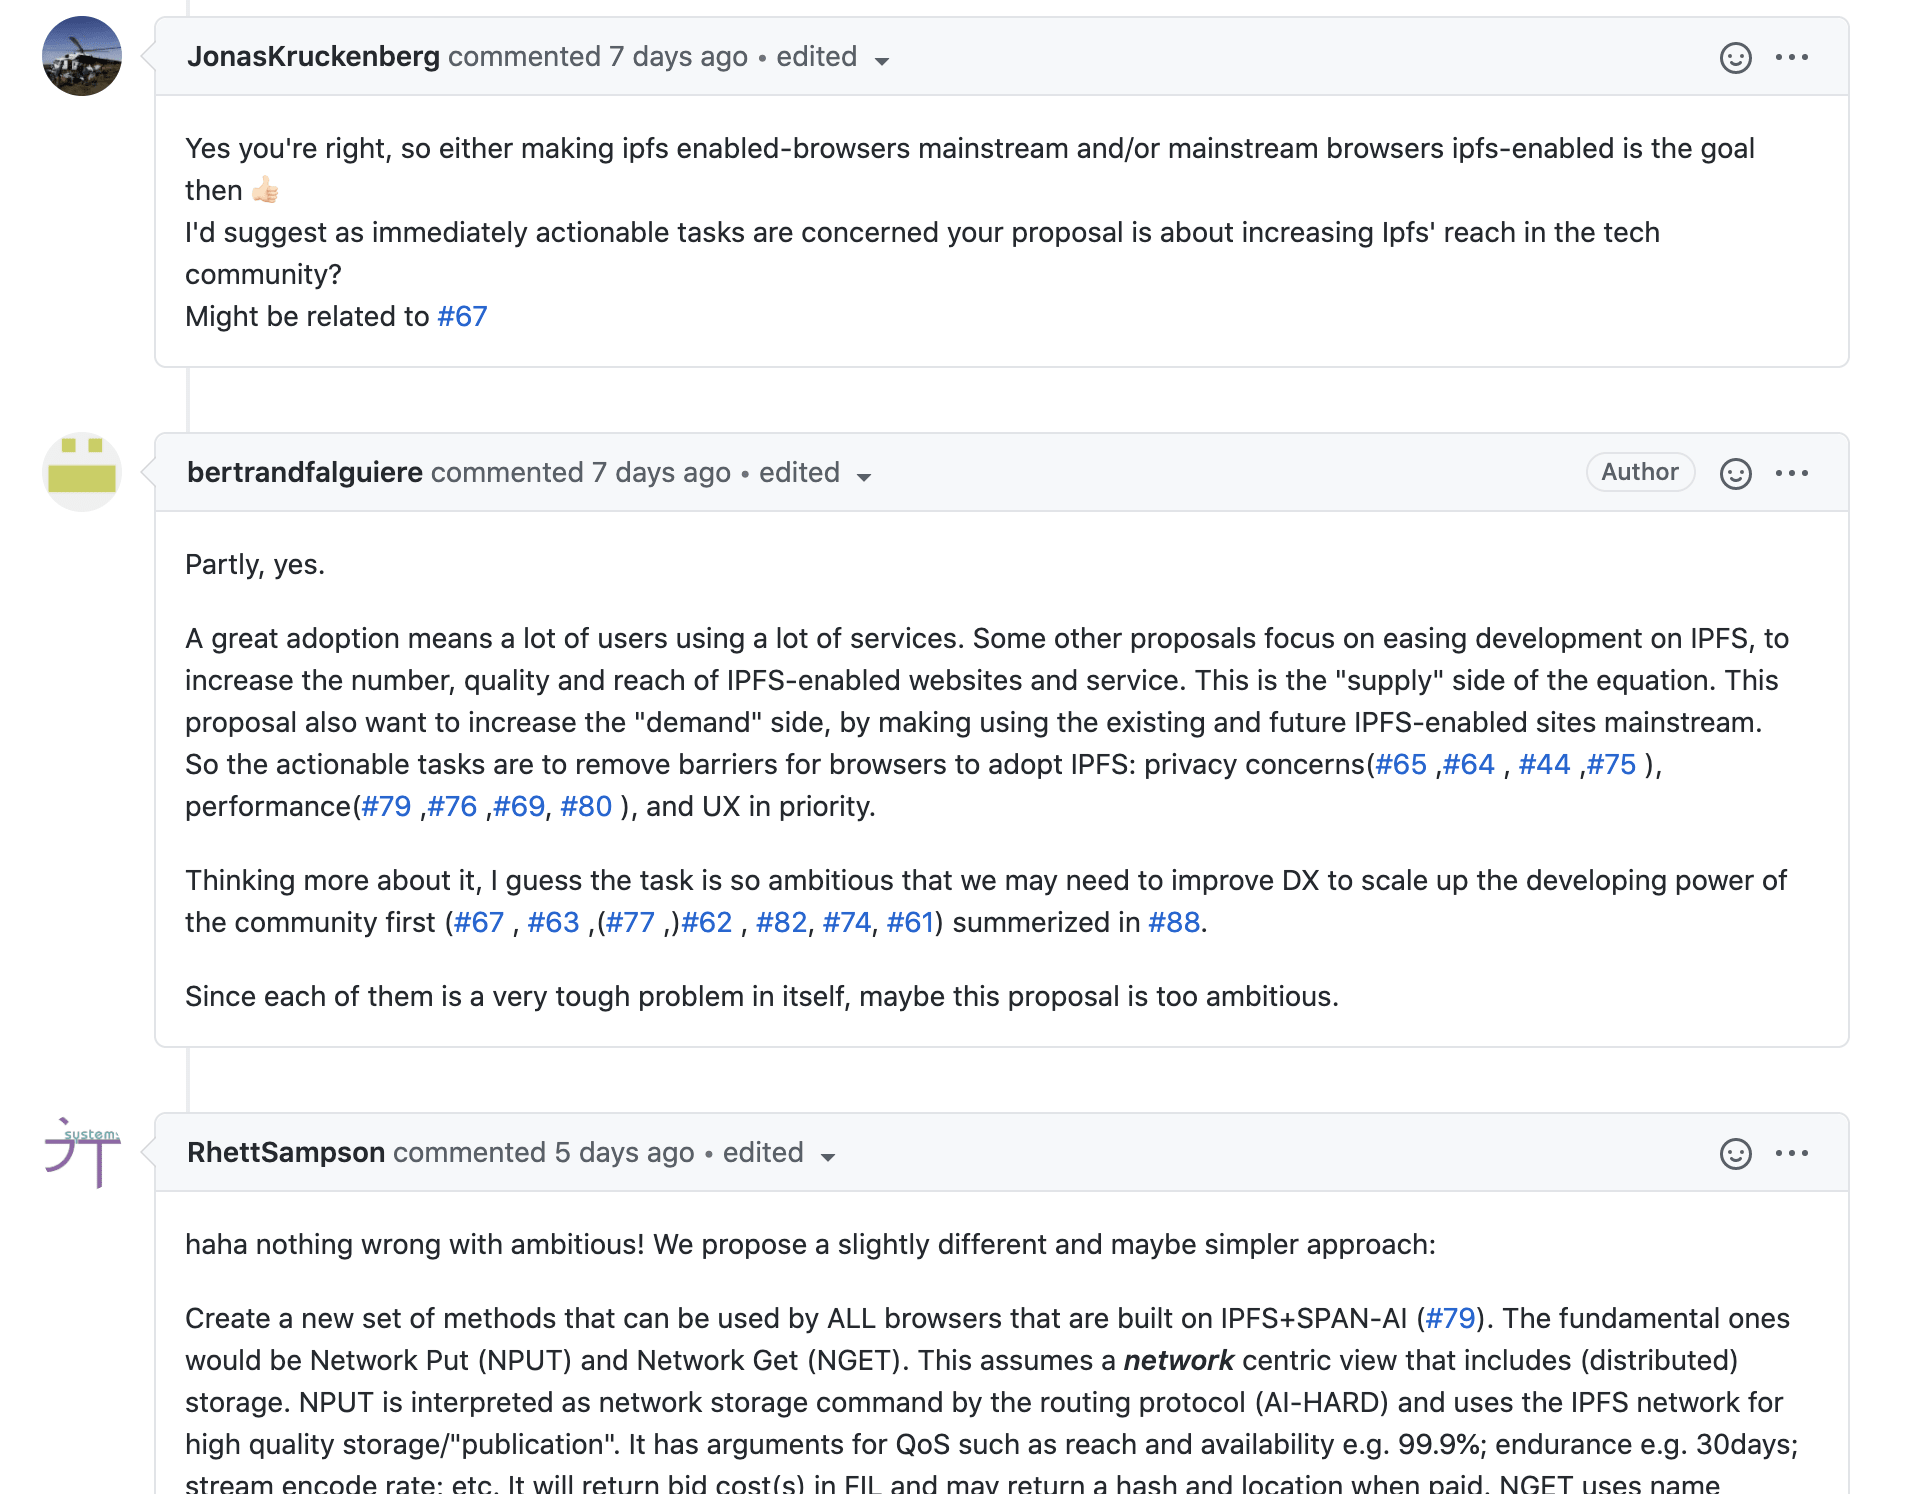 JonasKruckenberg commented 7 days ago • edited
Yes you're right, so either making ipfs enabled-browsers mainstream and/or mainstream browsers ipfs-enabled is the goal
then 👍🏻
I'd suggest as immediately actionable tasks are concerned your proposal is about increasing Ipfs' reach in the tech
community?
Might be related to #67
bertrandfalguiere commented 7 days ago • edited
Author
Partly, yes.
A great adoption means a lot of users using a lot of services. Some other proposals focus on easing development on IPFS, to
increase the number, quality and reach of IPFS-enabled websites and service. This is the "supply" side of the equation. This
proposal also want to increase the "demand" side, by making using the existing and future IPFS-enabled sites mainstream.
So the actionable tasks are to remove barriers for browsers to adopt IPFS: privacy concerns(#65 ,#64 , #44 ,#75 ),
performance(#79 ,#76 ,#69, #80 ), and UX in priority.
Thinking more about it, I guess the task is so ambitious that we may need to improve DX to scale up the developing power of
the community first (#67 , #63 ,(#77 ,)#62 , #82, #74, #61) summerized in #88.
Since each of them is a very tough problem in itself, maybe this proposal is too ambitious.
system
RhettSampson commented 5 days ago • edited
haha nothing wrong with ambitious! We propose a slightly different and maybe simpler approach:
Create a new set of methods that can be used by ALL browsers that are built on IPFS+SPAN-AI (#79). The fundamental ones
would be Network Put (NPUT) and Network Get (NGET). This assumes a network centric view that includes (distributed)
storage. NPUT is interpreted as network storage command by the routing protocol (AI-HARD) and uses the IPFS network for
high quality storage/"publication". It has arguments for QoS such as reach and availability e.g. 99.9%; endurance e.g. 30days;
stream encode rate; etc. It will return bid cost(s) in FIL and may return a hash and location when paid. NGET uses name